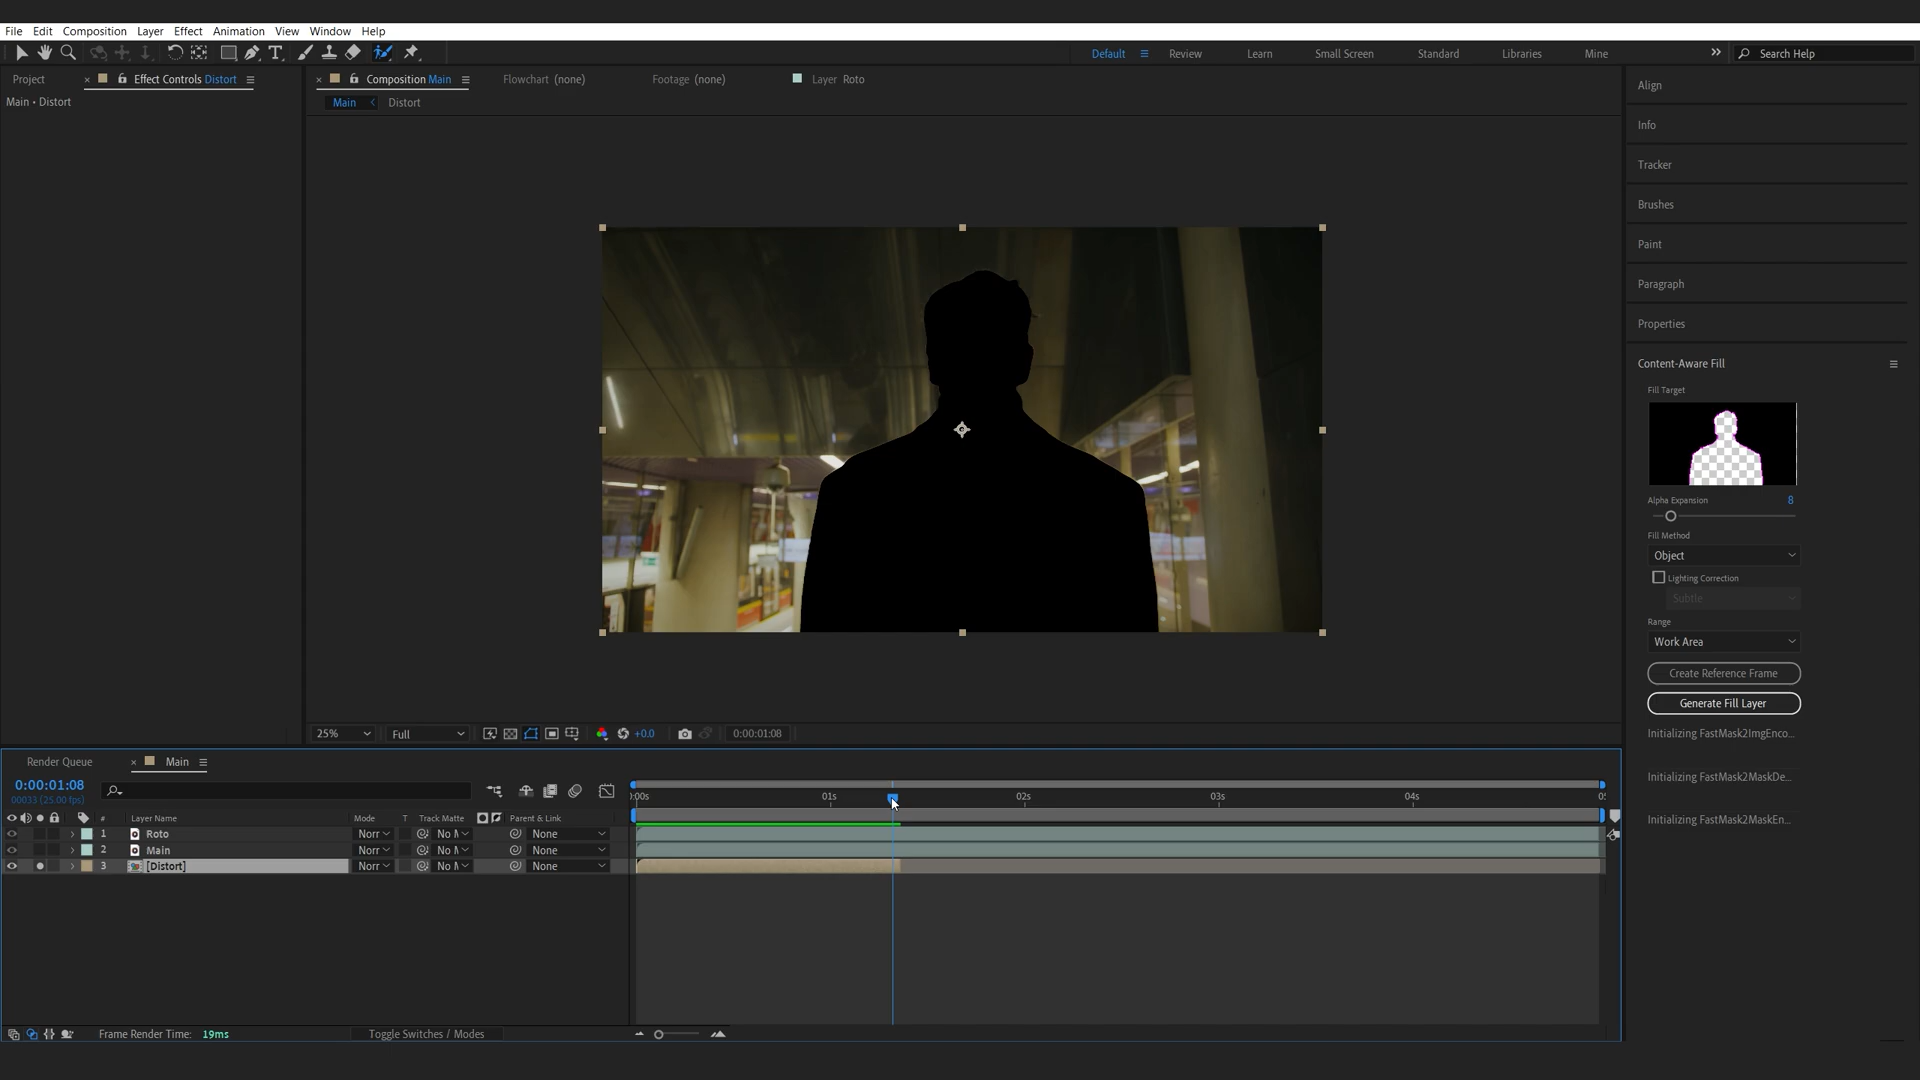 File Edit Composition Layer Effect Animation View Window Help
Default Review Learn Small Screen Standard Libraries Mine Search Help
Project Effect Controls Distort
Main • Distort
Composition Main Flowchart (none) Footage (none) Layer Roto
Main Distort
Align
Info
Tracker
Brushes
Paint
Paragraph
Properties
Content-Aware Fill
Fill Target
Alpha Expansion 8
Fill Method
Object
Lighting Correction
Subtle
Range
Work Area
Create Reference Frame
Generate Fill Layer
Initializing FastMask2ImgEnco...
Initializing FastMask2MaskDe...
Initializing FastMask2MaskEn...
25% Full +0.0 0:00:01:08
Render Queue Main
0:00:01:08
00033 (25.00 fps)
:00s 01s 02s 03s 04s
# Layer Name Mode T Track Matte Parent & Link
1 Roto Norr No None
2 Main Norr No None
3 [Distort] Norr No None
Frame Render Time: 19ms Toggle Switches / Modes